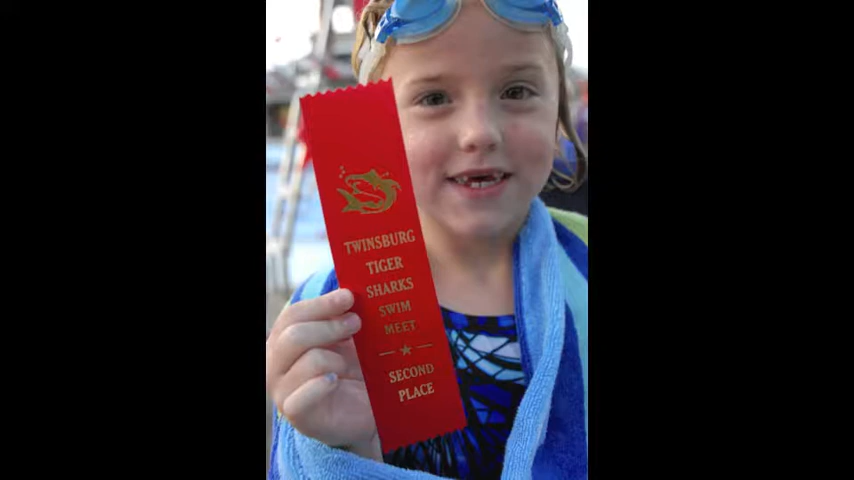 TWINSBURG
TIGER
SHARKS
SWIM
MEET
SECOND
PLACE